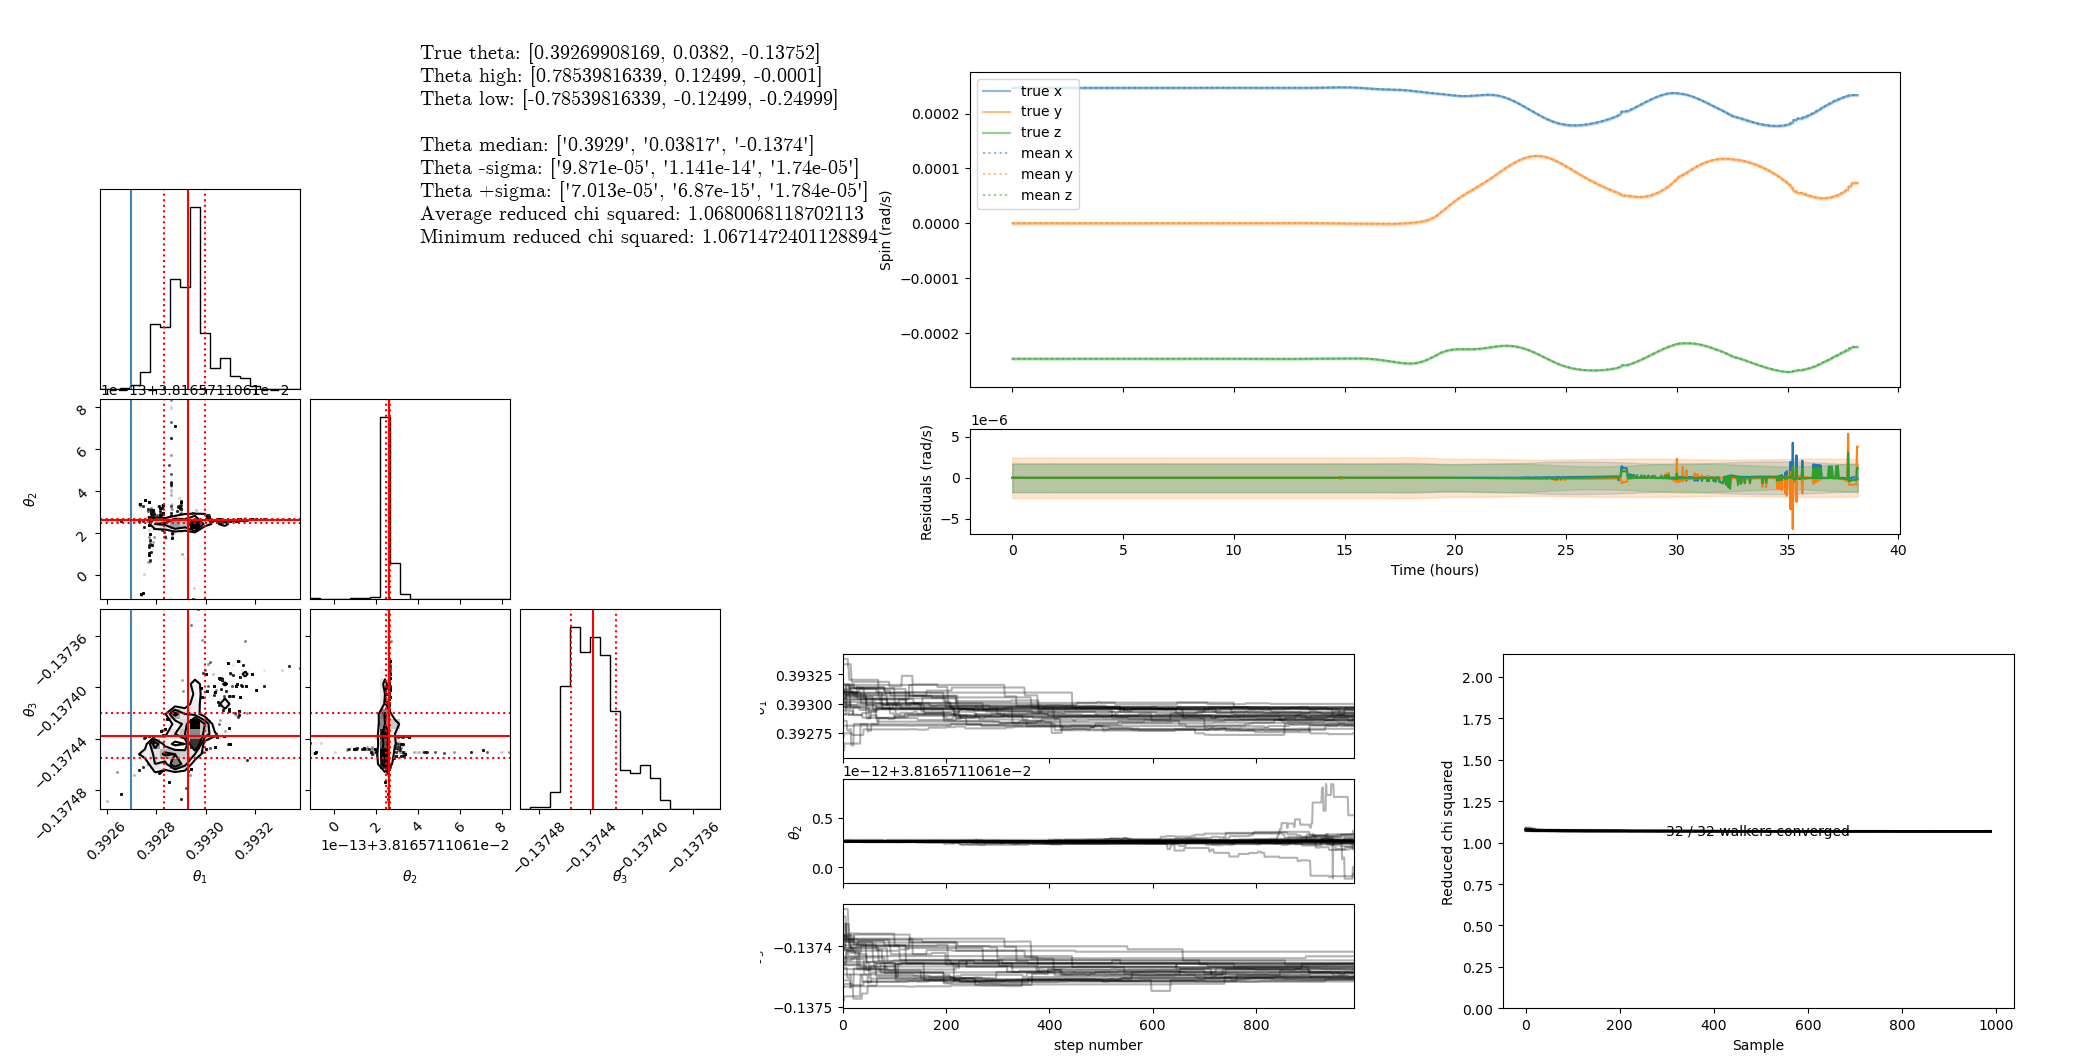 True theta: [0.39269908169, 0.0382, -0.13752]
Theta high: [0.78539816339, 0.12499, -0.0001]
Theta low: [-0.78539816339, -0.12499, -0.24999]
Theta median: ['0.3929', '0.03817', '-0.1374']
Theta -sigma: ['9.871e-05', '1.141e-14', '1.74e-05']
Theta +sigma: ['7.013e-05', '6.87e-15', '1.784e-05']
Average reduced chi squared: 1.0680068118702113
Minimum reduced chi squared: 1.0671472401128894
1e−13+3.8165711061e−2
8
6
4
2
0
θ2
−0.13736
−0.13740
−0.13744
−0.13748
θ3
0.3926
0.3928
0.3930
0.3932
θ1
0
2
4
6
8
1e−13+3.8165711061e−2
θ2
−0.13748
−0.13744
−0.13740
−0.13736
θ3
true x
true y
true z
mean x
mean y
mean z
0.0002
0.0001
0.0000
−0.0001
−0.0002
Spin (rad/s)
1e−6
5
0
−5
Residuals (rad/s)
0
5
10
15
20
25
30
35
40
Time (hours)
0.39325
0.39300
0.39275
1e−12+3.8165711061e−2
0.5
0.0
θ2
−0.1374
−0.1375
0
200
400
600
800
step number
2.00
1.75
1.50
1.25
1.00
0.75
0.50
0.25
0.00
Reduced chi squared
32 / 32 walkers converged
0
200
400
600
800
1000
Sample